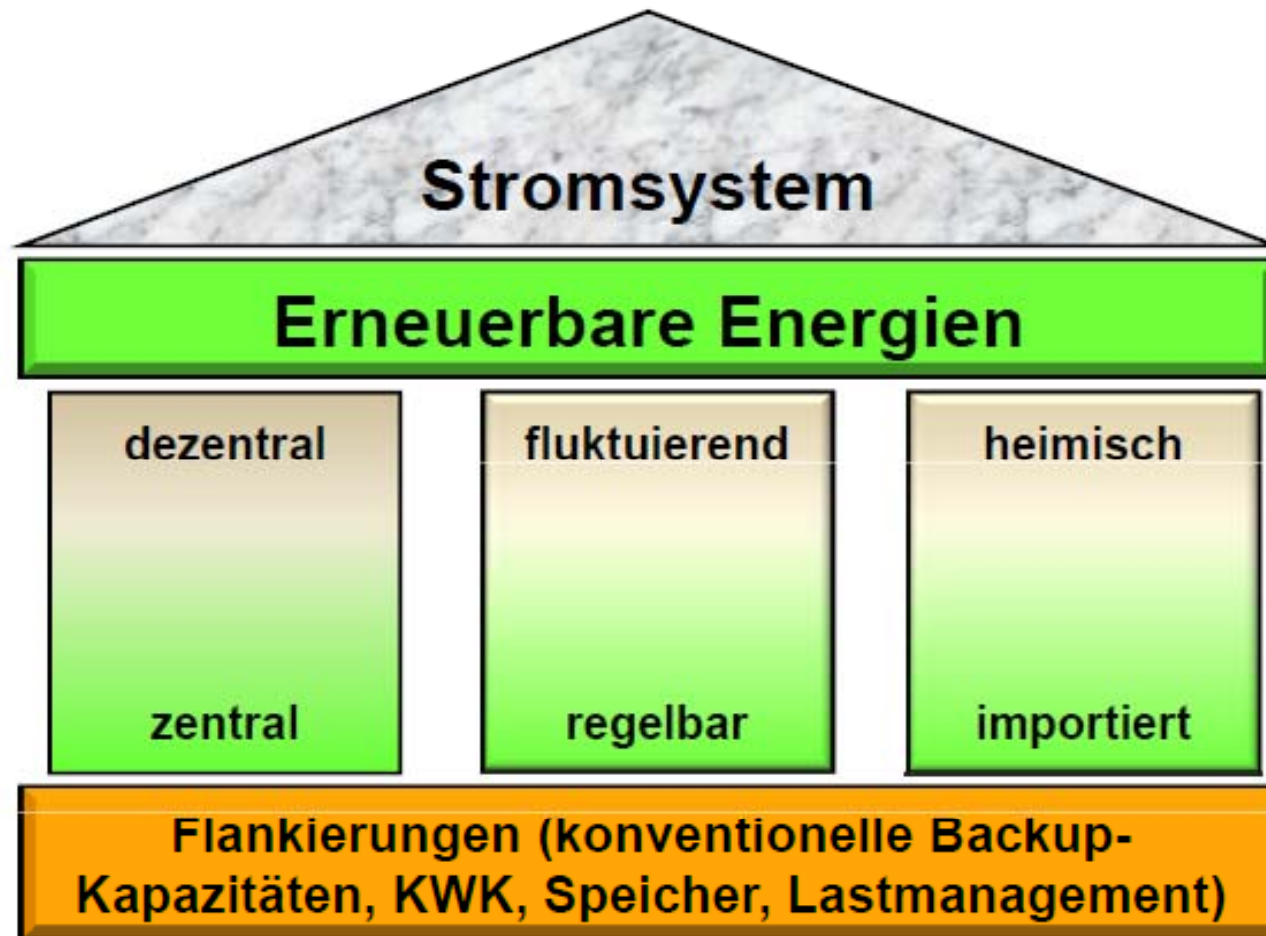 Stromsystem
Erneuerbare Energien
dezentral
zentral
fluktuierend
regelbar
heimisch
importiert
Flankierungen (konventionelle Backup-
Kapazitäten, KWK, Speicher, Lastmanagement)